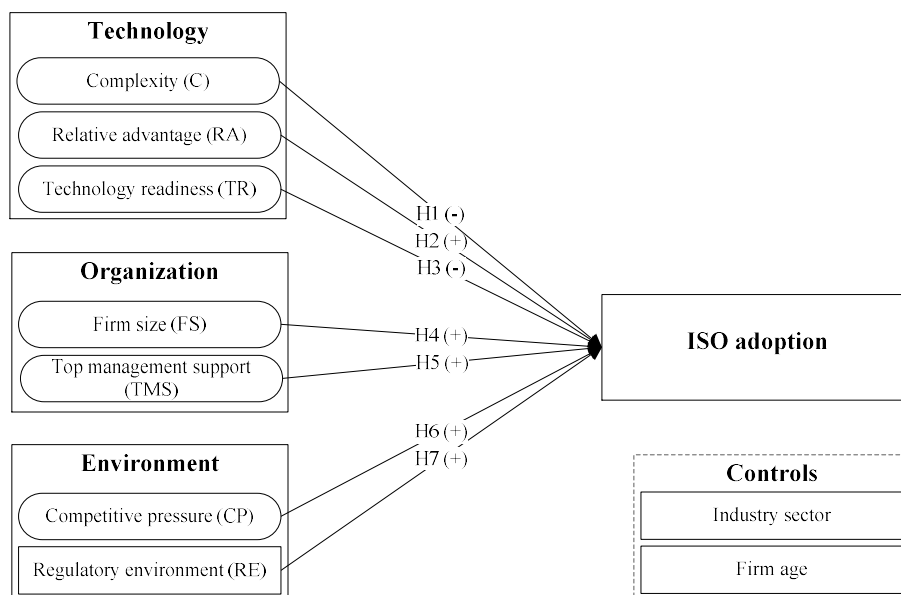 Technology
Complexity (C)
Relative advantage (RA)
Technology readiness (TR)
H1 (-)
H2 (+)
H3 (-)
Organization
Firm size (FS)
Top management support
(TMS)
H4 (+)
H5 (+)
ISO adoption
Environment
Competitive pressure (CP)
Regulatory environment (RE)
H6 (+)
H7 (+)
Controls
Industry sector
Firm age